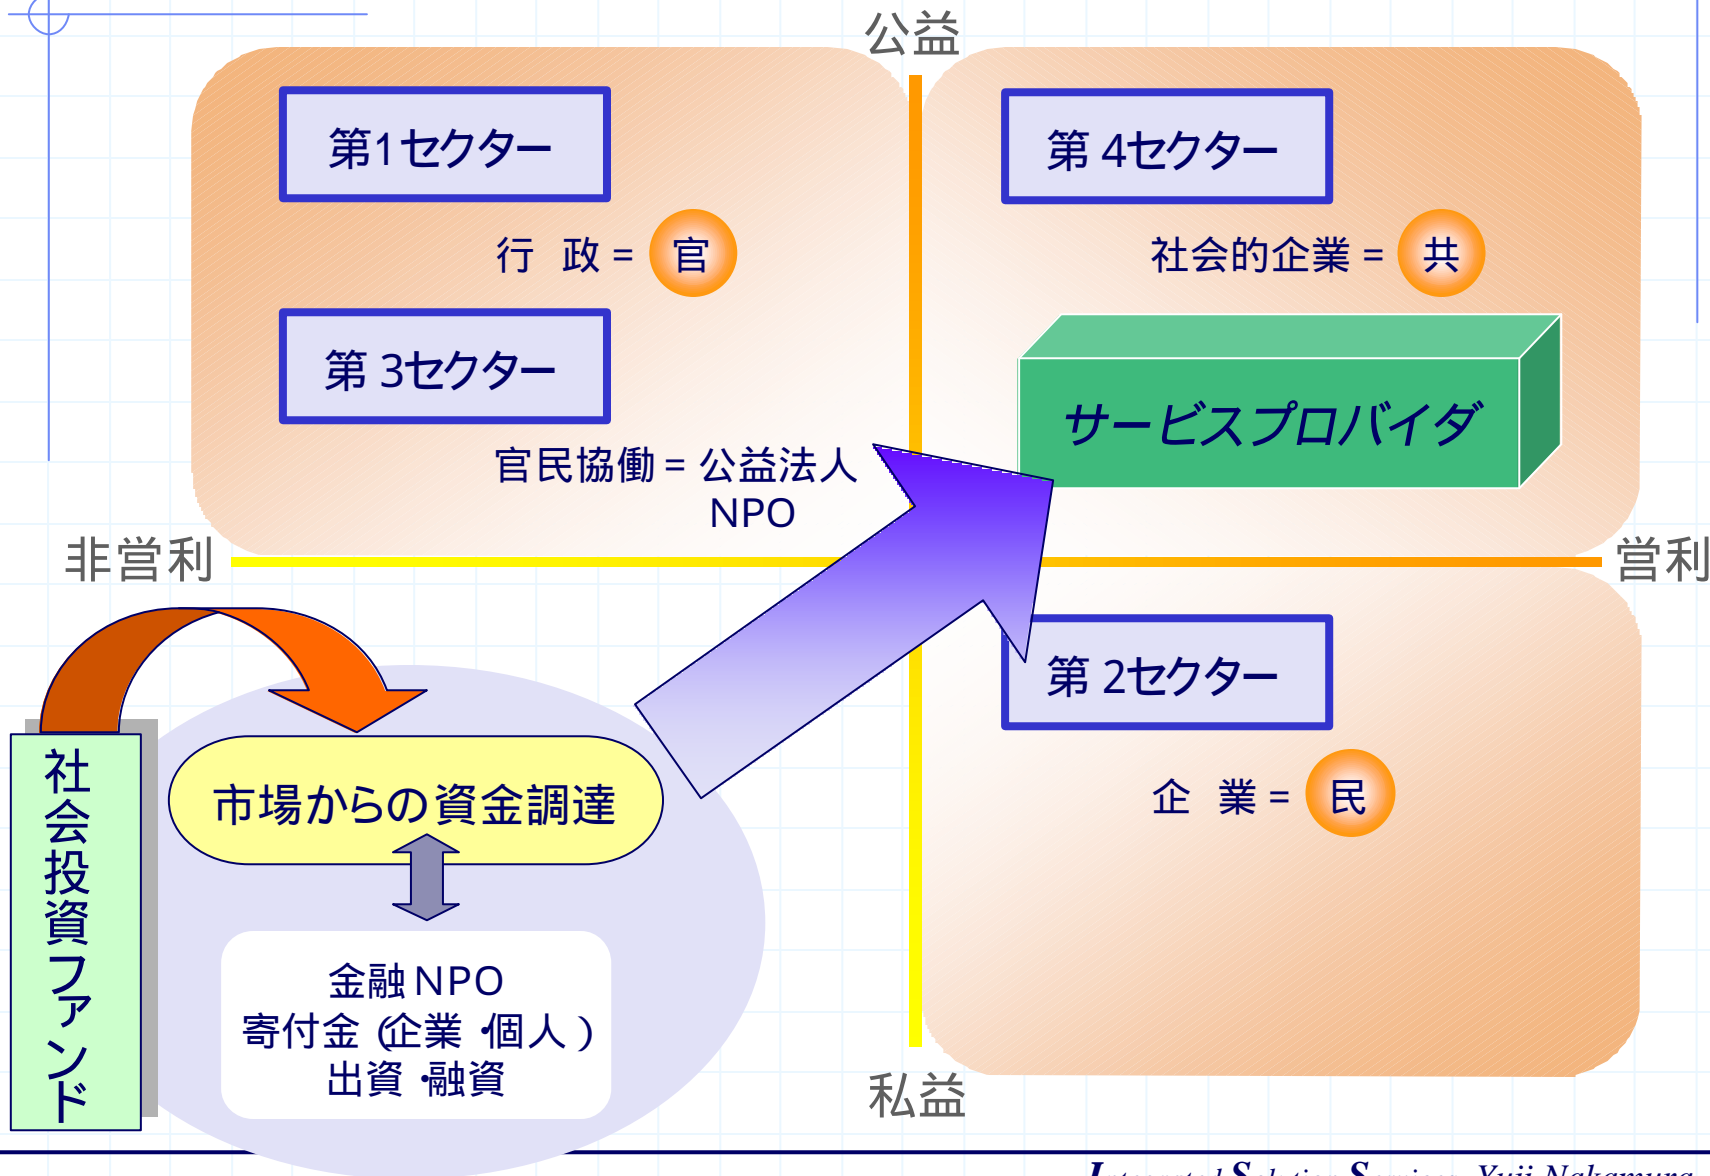 公益
第1セクター
第4セクター
行 政 = 官
社会的企業 = 共
第3セクター
サービスプロバイダ
官民協働 = 公益法人
NPO
非営利
営利
第2セクター
企 業 = 民
社会投資ファンド
市場からの資金調達
金融NPO
寄付金(企業・個人)
出資・融資
私益
Integrated Solution Services Yuji Nakamura